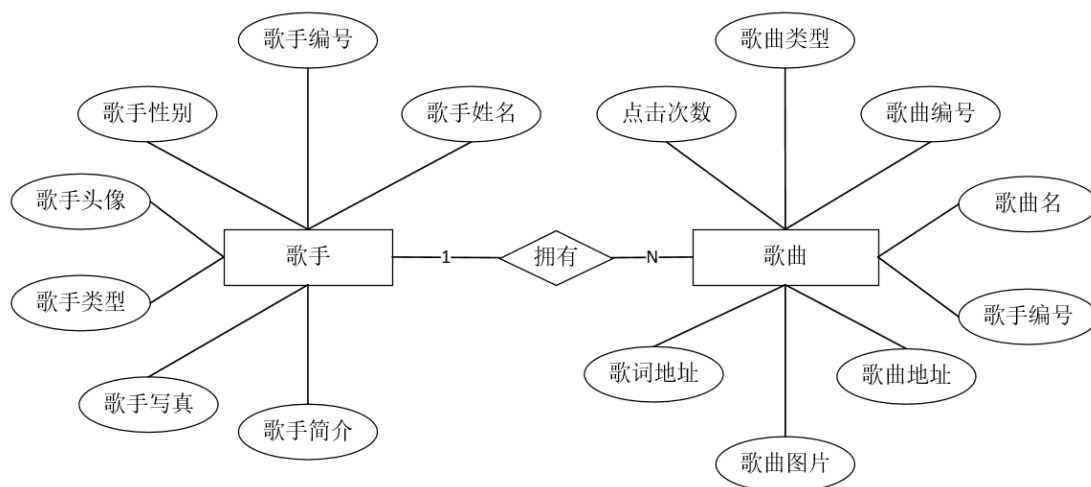 歌手编号
歌曲类型
歌手性别
歌手姓名
点击次数
歌曲编号
歌手头像
歌曲名
歌手
1
拥有
N
歌曲
歌手类型
歌手编号
歌词地址
歌曲地址
歌手写真
歌手简介
歌曲图片